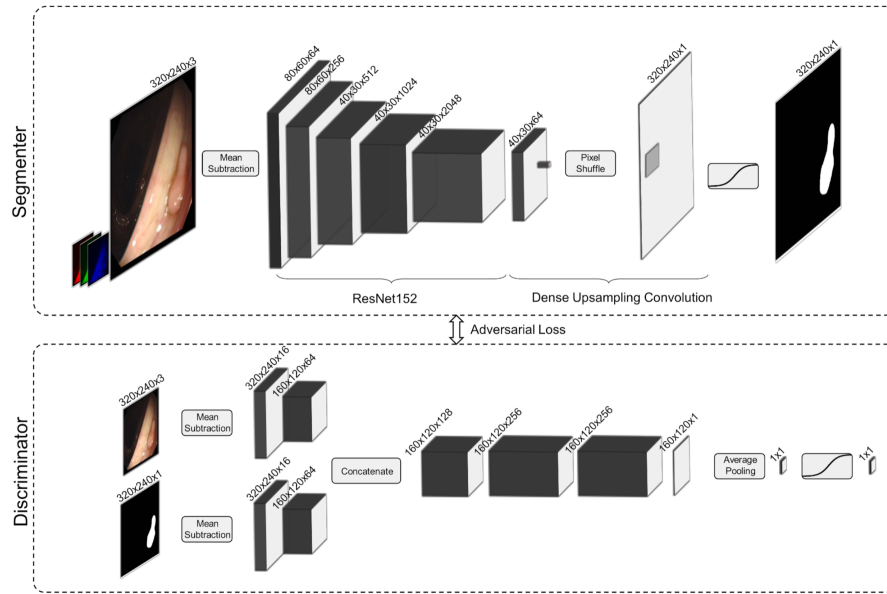 Segmenter
320x240x3
Mean
Subtraction
80x60x64
80x60x256
40x30x512
40x30x1024
40x30x2048
40x30x64
Pixel
Shuffle
320x240x1
320x240x1
ResNet152
Dense Upsampling Convolution
Adversarial Loss
Discriminator
320x240x3
Mean
Subtraction
320x240x16
160x120x64
320x240x1
Mean
Subtraction
320x240x16
160x120x64
Concatenate
160x120x128
160x120x256
160x120x256
160x120x1
Average
Pooling
1x1
1x1